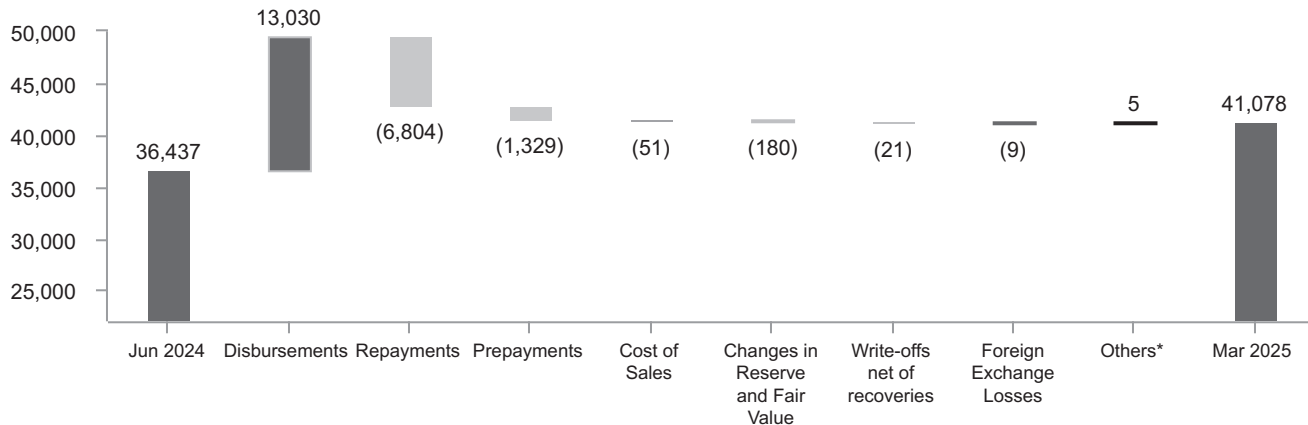 50,000
45,000
40,000
35,000
30,000
25,000
36,437
13,030
(6,804)
(1,329)
(51)
(180)
(21)
(9)
5
41,078
Jun 2024
Disbursements
Repayments
Prepayments
Cost of
Sales
Changes in
Reserve
and Fair
Value
Write-offs
net of
recoveries
Foreign
Exchange
Losses
Others*
Mar 2025